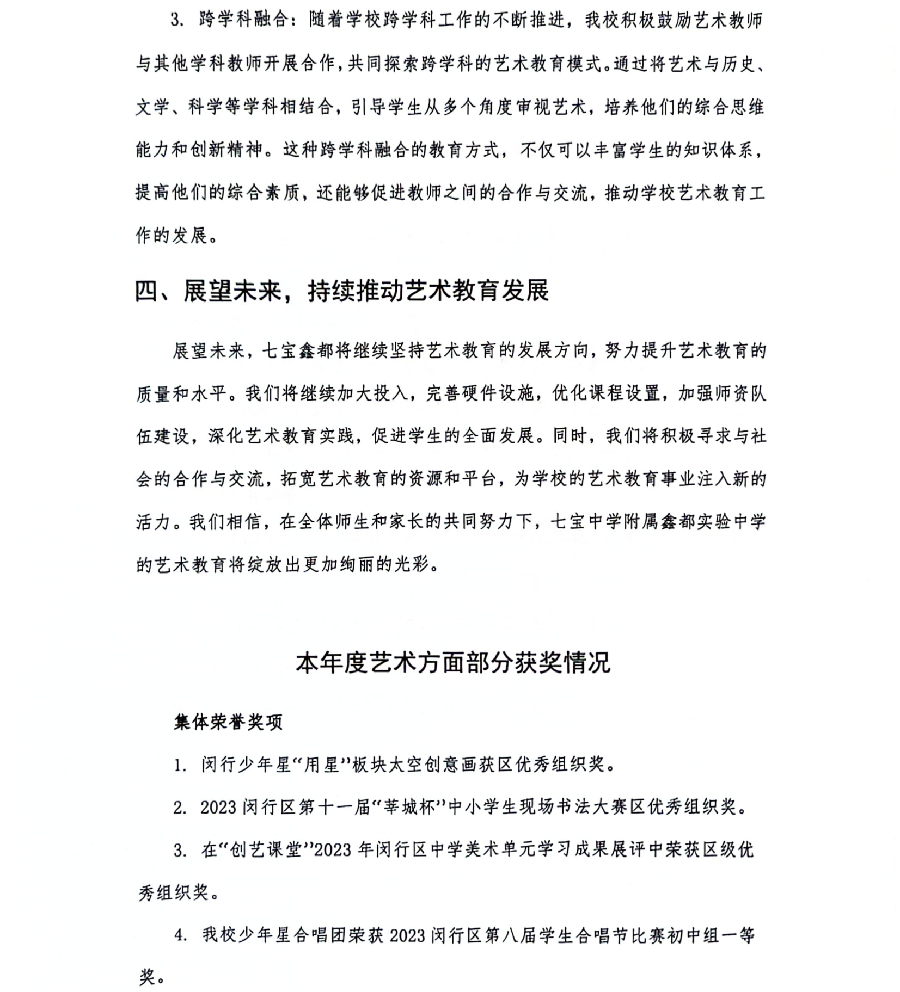 3. 跨学科融合：随着学校跨学科工作的不断推进，我校积极鼓励艺术教师
与其他学科教师开展合作，共同探索跨学科的艺术教育模式。通过将艺术与历史、
文学、科学等学科相结合，引导学生从多个角度审视艺术，培养他们的综合思维
能力和创新精神。这种跨学科融合的教育方式，不仅可以丰富学生的知识体系，
提高他们的综合素质，还能够促进教师之间的合作与交流，推动学校艺术教育工
作的发展。
四、展望未来，持续推动艺术教育发展
展望未来，七宝鑫都将继续坚持艺术教育的发展方向，努力提升艺术教育的
质量和水平。我们将继续加大投入，完善硬件设施，优化课程设置，加强师资队
伍建设，深化艺术教育实践，促进学生的全面发展。同时，我们将积极寻求与社
会的合作与交流，拓宽艺术教育的资源和平台，为学校的艺术教育事业注入新的
活力。我们相信，在全体师生和家长的共同努力下，七宝中学附属鑫都实验中学
的艺术教育将绽放出更加绚丽的光彩。
本年度艺术方面部分获奖情况
集体荣誉奖项
1. 闵行少年星“用星”板块太空创意画获区优秀组织奖。
2. 2023 闵行区第十一届“莘城杯”中小学生现场书法大赛区优秀组织奖。
3. 在“创艺课堂”2023 年闵行区中学美术单元学习成果展评中荣获区级优
秀组织奖。
4. 我校少年星合唱团荣获 2023 闵行区第八届学生合唱节比赛初中组一等
奖。